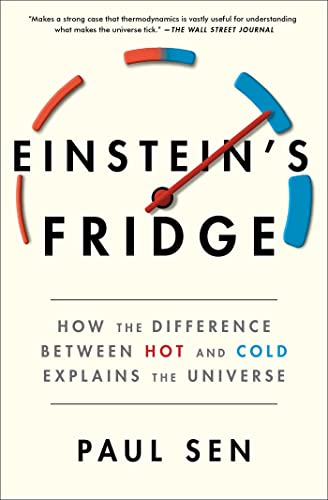 "Makes a strong case that thermodynamics is vastly useful for understanding
what makes the universe tick." —THE WALL STREET JOURNAL
EINSTEIN'S
FRIDGE
HOW THE DIFFERENCE
BETWEEN HOT AND COLD
EXPLAINS THE UNIVERSE
PAUL SEN